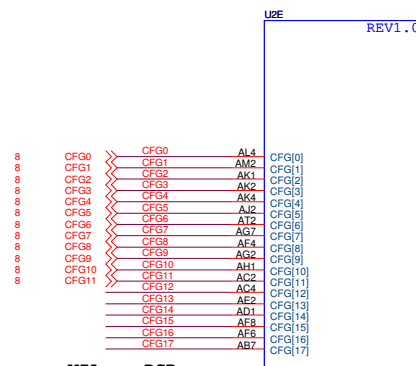 U2E
REV1.0
8 CFG0 CFG0 AL4 CFG[0]
8 CFG1 CFG1 AM2 CFG[1]
8 CFG2 CFG2 AK1 CFG[2]
8 CFG3 CFG3 AK2 CFG[3]
8 CFG4 CFG4 AK4 CFG[4]
8 CFG5 CFG5 AJ2 CFG[5]
8 CFG6 CFG6 AT2 CFG[6]
8 CFG7 CFG7 AG7 CFG[7]
8 CFG8 CFG8 AF4 CFG[8]
8 CFG9 CFG9 AG2 CFG[9]
8 CFG10 CFG10 AH1 CFG[10]
8 CFG11 CFG11 AC2 CFG[11]
CFG12 AC4 CFG[12]
CFG13 AE2 CFG[13]
CFG14 AD1 CFG[14]
CFG15 AF8 CFG[15]
CFG16 AF6 CFG[16]
CFG17 AB7 CFG[17]